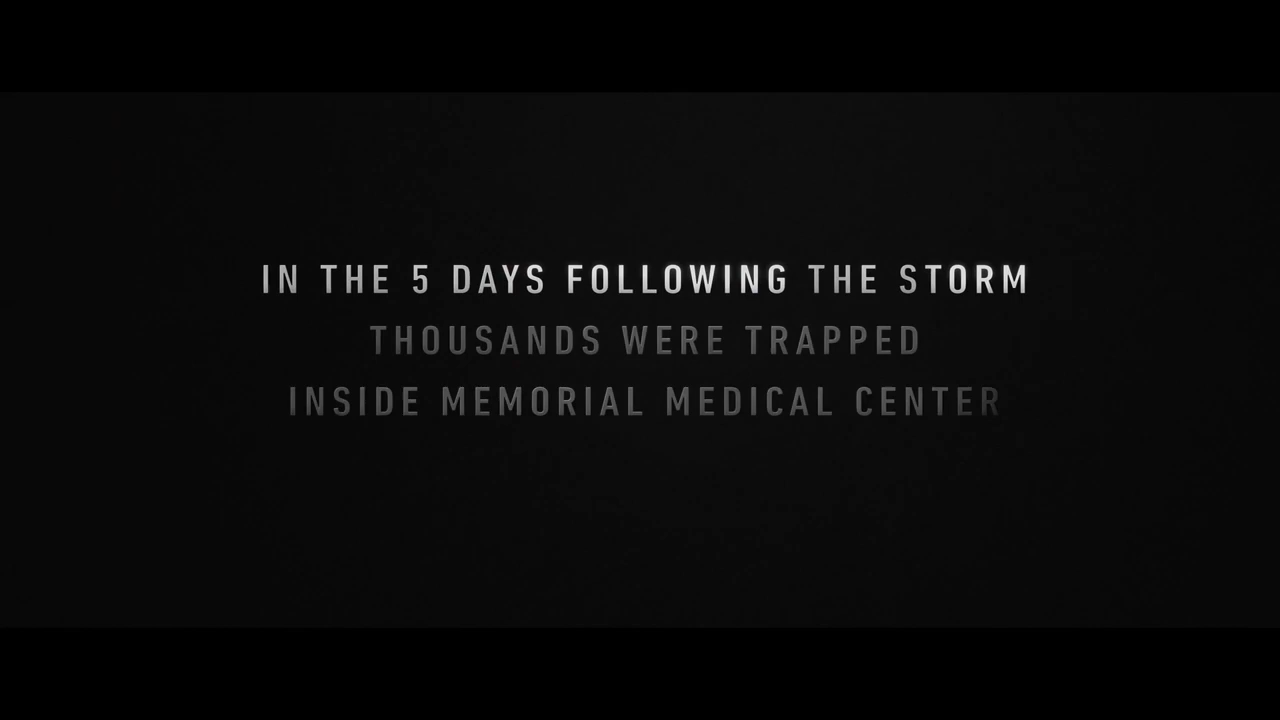 IN THE 5 DAYS FOLLOWING THE STORM
THOUSANDS WERE TRAPPED
INSIDE MEMORIAL MEDICAL CENTER